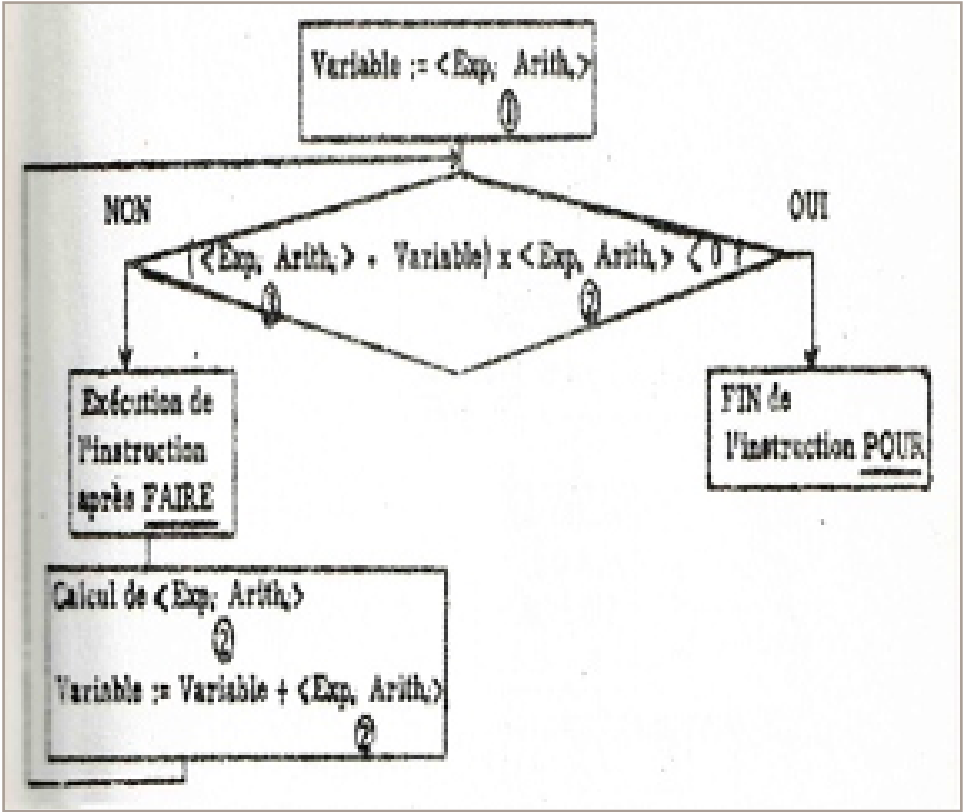 Variable := <Exp. Arith.>
①
NON
OUI
(<Exp. Arith.> - Variable) x <Exp. Arith.> < 0 ?
③ ②
Exécution de
l'instruction
après FAIRE
FIN de
l'instruction POUR
Calcul de <Exp. Arith.>
②
Variable := Variable + <Exp. Arith.>
②